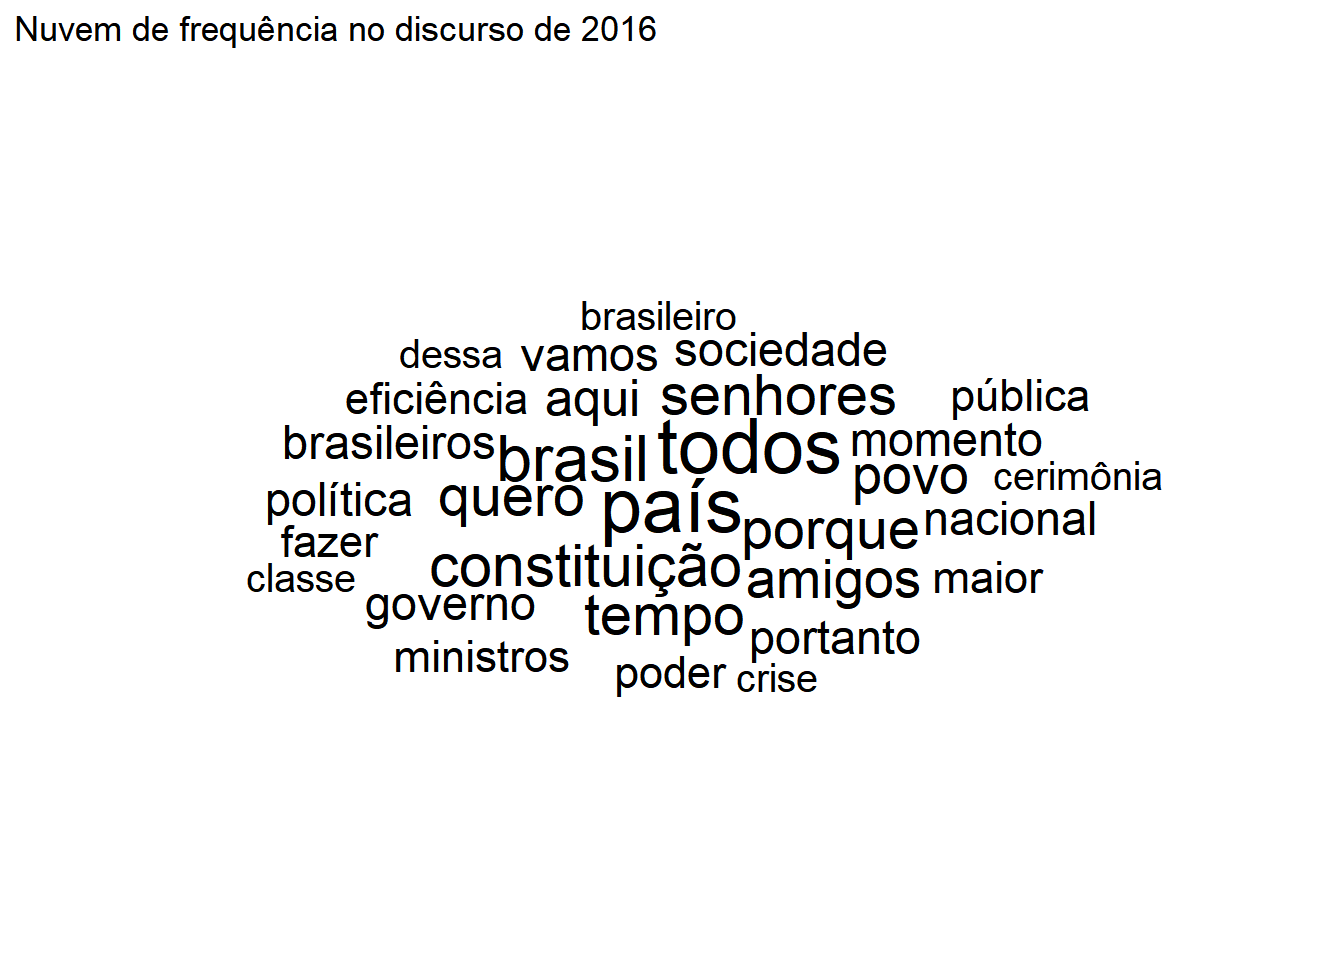 Nuvem de frequência no discurso de 2016
brasileiro
dessa vamos sociedade
eficiência aqui senhores pública
brasileiros brasil todos momento
povo cerimônia
política quero país
porque nacional
fazer
constituição amigos maior
classe
governo tempo
portanto
ministros
poder crise